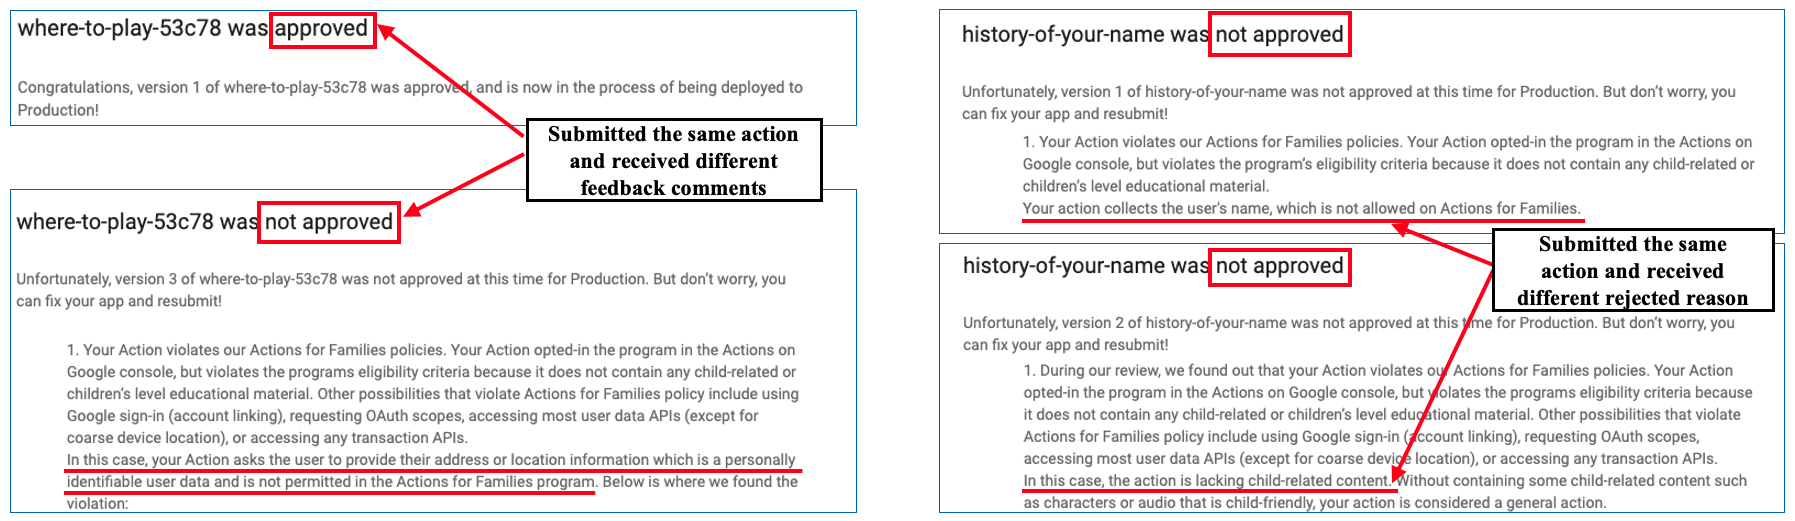 where-to-play-53c78 was approved
Congratulations, version 1 of where-to-play-53c78 was approved, and is now in the process of being deployed to
Production!
Submitted the same action
and received different
feedback comments
where-to-play-53c78 was not approved
Unfortunately, version 3 of where-to-play-53c78 was not approved at this time for Production. But don't worry, you
can fix your app and resubmit!
1. Your Action violates our Actions for Families policies. Your Action opted-in the program in the Actions on
Google console, but violates the programs eligibility criteria because it does not contain any child-related or
children's level educational material. Other possibilities that violate Actions for Families policy include using
Google sign-in (account linking), requesting OAuth scopes, accessing most user data APIs (except for
coarse device location), or accessing any transaction APIs.
In this case, your Action asks the user to provide their address or location information which is a personally
identifiable user data and is not permitted in the Actions for Families program. Below is where we found the
violation:
history-of-your-name was not approved
Unfortunately, version 1 of history-of-your-name was not approved at this time for Production. But don't worry, you
can fix your app and resubmit!
1. Your Action violates our Actions for Families policies. Your Action opted-in the program in the Actions on
Google console, but violates the program's eligibility criteria because it does not contain any child-related or
children's level educational material.
Your action collects the user's name, which is not allowed on Actions for Families.
Submitted the same
action and received
different rejected reason
history-of-your-name was not approved
Unfortunately, version 2 of history-of-your-name was not approved at this time for Production. But don't worry, you
can fix your app and resubmit!
1. During our review, we found out that your Action violates our Actions for Families policies. Your Action
opted-in the program in the Actions on Google console, but violates the programs eligibility criteria because
it does not contain any child-related or children's level educational material. Other possibilities that violate
Actions for Families policy include using Google sign-in (account linking), requesting OAuth scopes,
accessing most user data APIs (except for coarse device location), or accessing any transaction APIs.
In this case, the action is lacking child-related content. Without containing some child-related content such
as characters or audio that is child-friendly, your action is considered a general action.